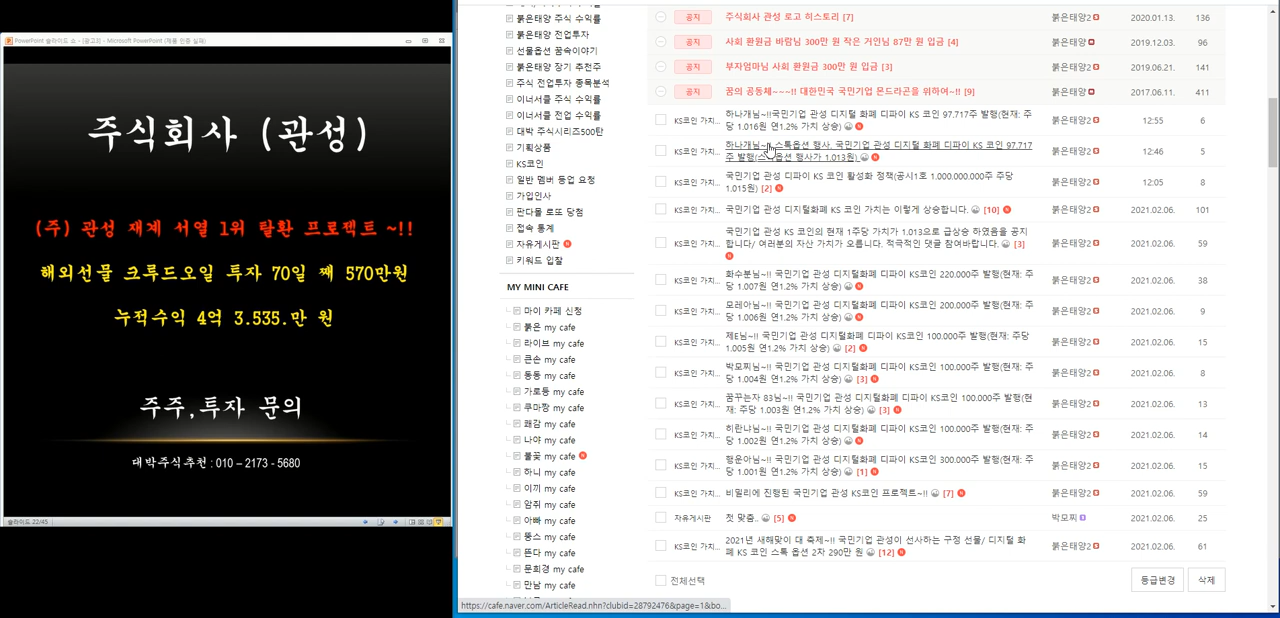 PowerPoint 슬라이드 쇼 - [광고3] - Microsoft PowerPoint (제품 인증 실패)
주식회사 (관성)
(주) 관성 재계 서열 1위 탈환 프로젝트 ~!!
해외선물 크루드오일 투자 70일 째 570만원
누적수익 4억 3.535.만 원
주주,투자 문의
대박주식추천 : 010 – 2173 - 5680
슬라이드 22/45
붉은태양 주식 수익률
붉은태양 전업투자
선물옵션 꿈속이야기
붉은태양 장기 추천주
주식 전업투자 종목분석
이너서클 주식 수익률
이너서클 전업 수익률
대박 주식시리즈500탄
기획상품
KS코인
일반 멤버 등업 요청
가입인사
판다물 로또 당첨
접속 통계
자유게시판 N
키워드 입찰
MY MINI CAFE
마이 카페 신청
붉은 my cafe
라이브 my cafe
큰손 my cafe
동동 my cafe
가로등 my cafe
쿠마짱 my cafe
쾌감 my cafe
나야 my cafe
불꽃 my cafe N
하니 my cafe
이끼 my cafe
암쥐 my cafe
아빠 my cafe
뚱스 my cafe
뜬다 my cafe
문희경 my cafe
만남 my cafe
공지 주식회사 관성 로고 히스토리 [7] 붉은태양2 2020.01.13. 136
공지 사회 환원금 바람님 300만 원 작은 거인님 87만 원 입금 [4] 붉은태양 2019.12.03. 96
공지 부자엄마님 사회 환원금 300만 원 입금 [3] 붉은태양2 2019.06.21. 141
공지 꿈의 공동체~~~!! 대한민국 국민기업 몬드라곤을 위하여~!! [9] 붉은태양 2017.06.11. 411
하나개님~!!국민기업 관성 디지털 화폐 디파이 KS 코인 97.717주 발행(현재: 주
KS코인 가치... 당 1.016원 연1.2% 가치 상승) N 붉은태양2 12:55 6
하나개님~!스톡옵션 행사. 국민기업 관성 디지털 화폐 디파이 KS 코인 97.717
KS코인 가치... 주 발행(스톡옵션 행사가 1.013원) N 붉은태양2 12:46 5
국민기업 관성 디파이 KS 코인 활성화 정책(공시1호 1.000.000.000주 주당
KS코인 가치... 1.015원) [2] N 붉은태양2 12:05 8
KS코인 가치... 국민기업 관성 디지털화폐 KS 코인 가치는 이렇게 상승합니다. [10] N 붉은태양2 2021.02.06. 101
국민기업 관성 KS 코인의 현재 1주당 가치가 1.013으로 급상승 하였음을 공지
KS코인 가치... 합니다/ 여러분의 자산 가치가 오릅니다. 적극적인 댓글 참여바랍니다. [3] N 붉은태양2 2021.02.06. 59
화수분님~!! 국민기업 관성 디지털화폐 디파이 KS코인 220.000주 발행(현재: 주
KS코인 가치... 당 1.007원 연1.2% 가치 상승) N 붉은태양2 2021.02.06. 38
모레아님~!! 국민기업 관성 디지털화폐 디파이 KS코인 200.000주 발행(현재: 주
KS코인 가치... 당 1.006원 연1.2% 가치 상승) N 붉은태양2 2021.02.06. 9
제E님~!! 국민기업 관성 디지털화폐 디파이 KS코인 100.000주 발행(현재: 주당
KS코인 가치... 1.005원 연1.2% 가치 상승) [2] N 붉은태양2 2021.02.06. 15
박모찌님~!! 국민기업 관성 디지털화폐 디파이 KS코인 100.000주 발행(현재: 주
KS코인 가치... 당 1.004원 연1.2% 가치 상승) [3] N 붉은태양2 2021.02.06. 8
꿈꾸는자 83님~!! 국민기업 관성 디지털화폐 디파이 KS코인 100.000주 발행(현
KS코인 가치... 재: 주당 1.003원 연1.2% 가치 상승) [3] N 붉은태양2 2021.02.06. 13
히란냐님~!! 국민기업 관성 디지털화폐 디파이 KS코인 100.000주 발행(현재: 주
KS코인 가치... 당 1.002원 연1.2% 가치 상승) N 붉은태양2 2021.02.06. 14
행운아님~!! 국민기업 관성 디지털화폐 디파이 KS코인 300.000주 발행(현재: 주
KS코인 가치... 당 1.001원 연1.2% 가치 상승) [1] N 붉은태양2 2021.02.06. 15
KS코인 가치... 비밀리에 진행된 국민기업 관성 KS코인 프로젝트~!! [7] N 붉은태양2 2021.02.06. 59
자유게시판 첫 맞춤.. [5] N 박모찌 2021.02.06. 25
2021년 새해맞이 대 축제~!! 국민기업 관성이 선사하는 구정 선물/ 디지털 화
KS코인 가치... 폐 KS 코인 스톡 옵션 2차 290만 원 [12] N 붉은태양2 2021.02.06. 61
전체선택 등급변경 삭제
https://cafe.naver.com/ArticleRead.nhn?clubid=28792476&page=1&bo...